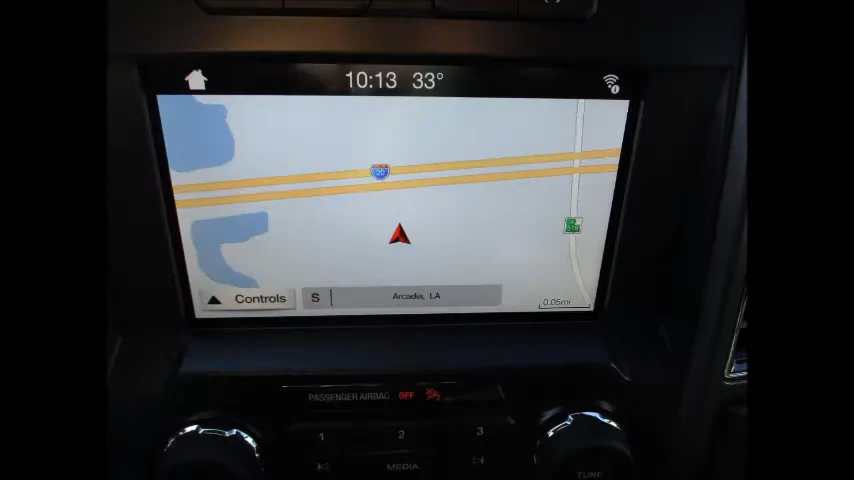 10:13 33°
20
S Arcadia, LA
Controls
0.05mi
PASSENGER AIRBAG OFF
1 2 3
MEDIA
TUNE